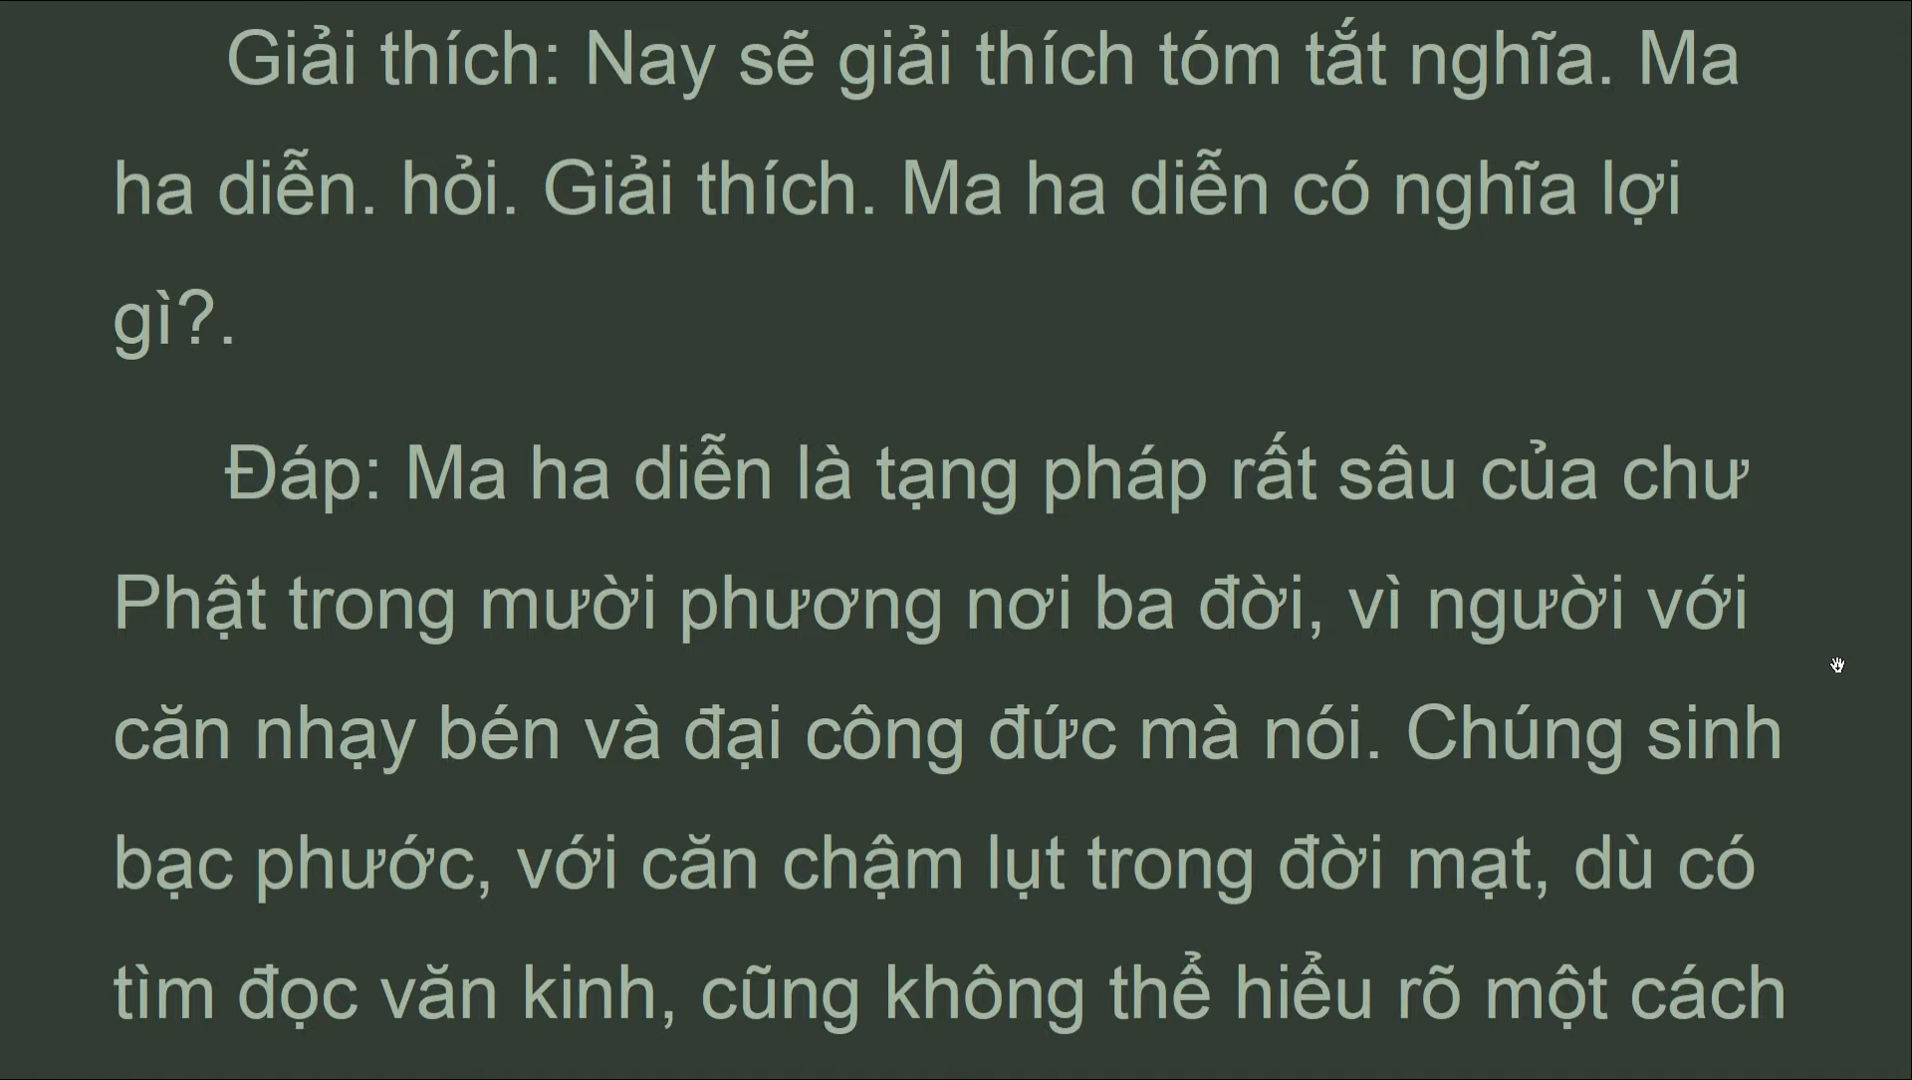 Giải thích: Nay sẽ giải thích tóm tắt nghĩa. Ma
ha diễn. hỏi. Giải thích. Ma ha diễn có nghĩa lợi
gì?.
Đáp: Ma ha diễn là tạng pháp rất sâu của chư
Phật trong mười phương nơi ba đời, vì người với
căn nhạy bén và đại công đức mà nói. Chúng sinh
bạc phước, với căn chậm lụt trong đời mạt, dù có
tìm đọc văn kinh, cũng không thể hiểu rõ một cách